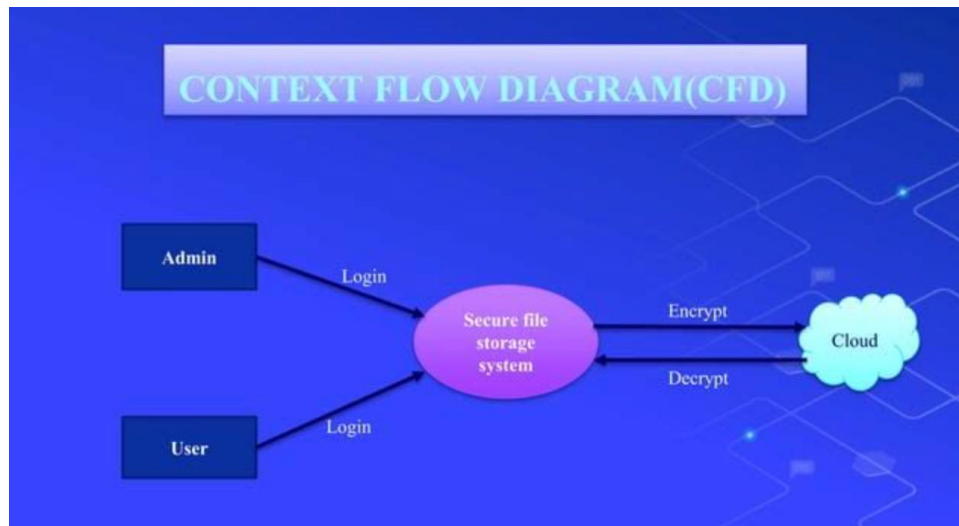 CONTEXT FLOW DIAGRAM(CFD)
Admin
Login
Secure file
storage
system
Encrypt
Cloud
Decrypt
Login
User